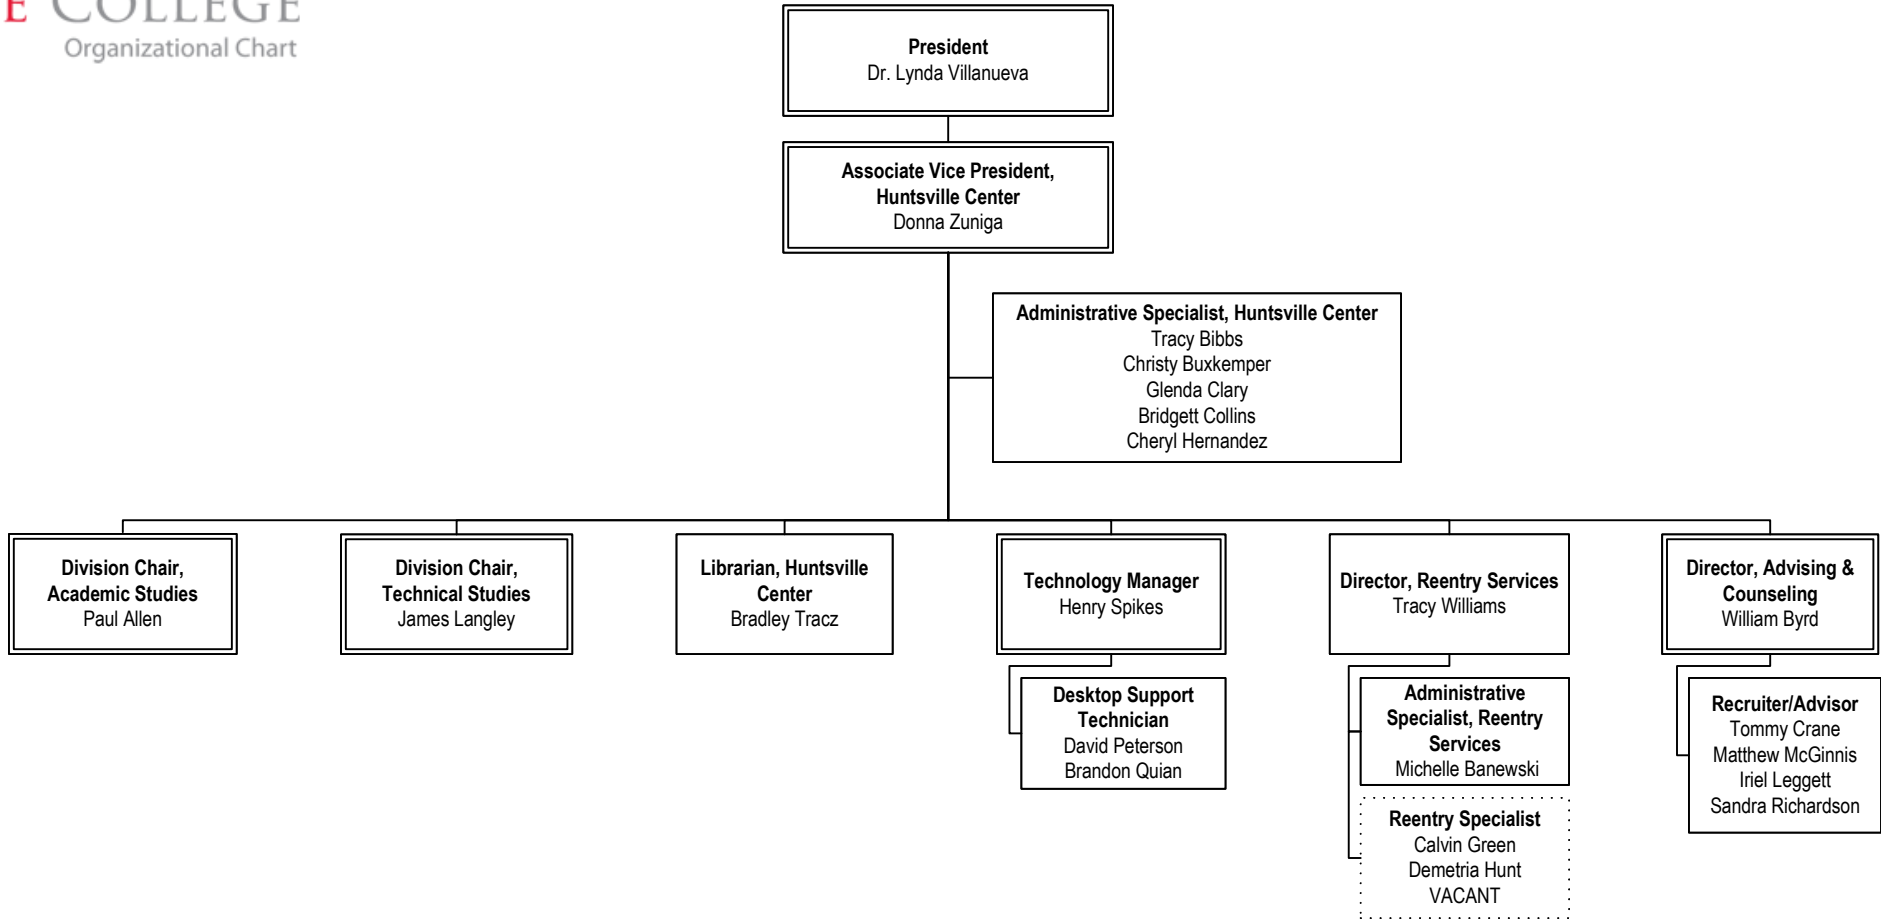 E COLLEGE
Organizational Chart
President
Dr. Lynda Villanueva
Associate Vice President,
Huntsville Center
Donna Zuniga
Administrative Specialist, Huntsville Center
Tracy Bibbs
Christy Buxkemper
Glenda Clary
Bridgett Collins
Cheryl Hernandez
Division Chair,
Academic Studies
Paul Allen
Division Chair,
Technical Studies
James Langley
Librarian, Huntsville
Center
Bradley Tracz
Technology Manager
Henry Spikes
Director, Reentry Services
Tracy Williams
Director, Advising &
Counseling
William Byrd
Desktop Support
Technician
David Peterson
Brandon Quian
Administrative
Specialist, Reentry
Services
Michelle Banewski
Reentry Specialist
Calvin Green
Demetria Hunt
VACANT
Recruiter/Advisor
Tommy Crane
Matthew McGinnis
Iriel Leggett
Sandra Richardson